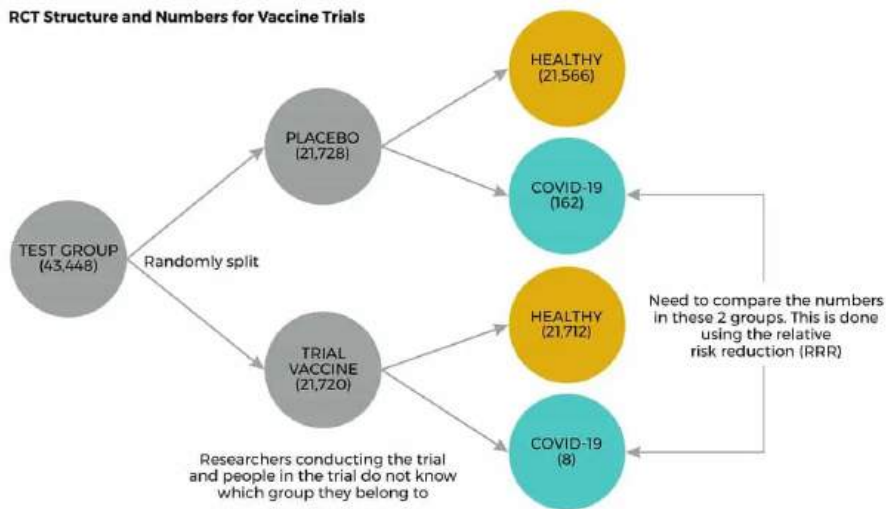 RCT Structure and Numbers for Vaccine Trials
HEALTHY
(21,566)
PLACEBO
(21,728)
COVID-19
(162)
TEST GROUP
(43,448)
Randomly split
HEALTHY
(21,712)
Need to compare the numbers
in these 2 groups. This is done
using the relative
risk reduction (RRR)
TRIAL
VACCINE
(21,720)
COVID-19
(8)
Researchers conducting the trial
and people in the trial do not know
which group they belong to